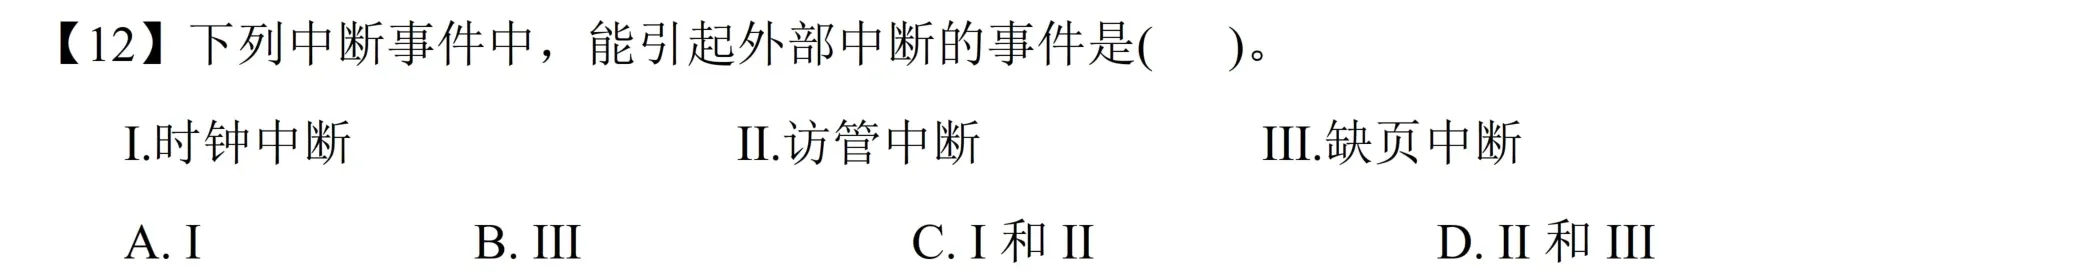 【12】下列中断事件中，能引起外部中断的事件是(    )。
I.时钟中断 II.访管中断 III.缺页中断
A. I B. III C. I 和 II D. II 和 III